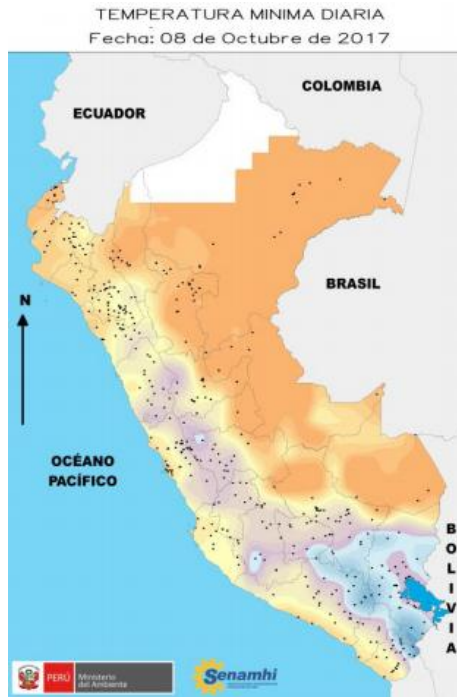 TEMPERATURA MINIMA DIARIA
Fecha: 08 de Octubre de 2017
COLOMBIA
ECUADOR
BRASIL
N
OCÉANO
PACÍFICO
BOLIVIA
PERÚ
Ministerio
del Ambiente
Senamhi